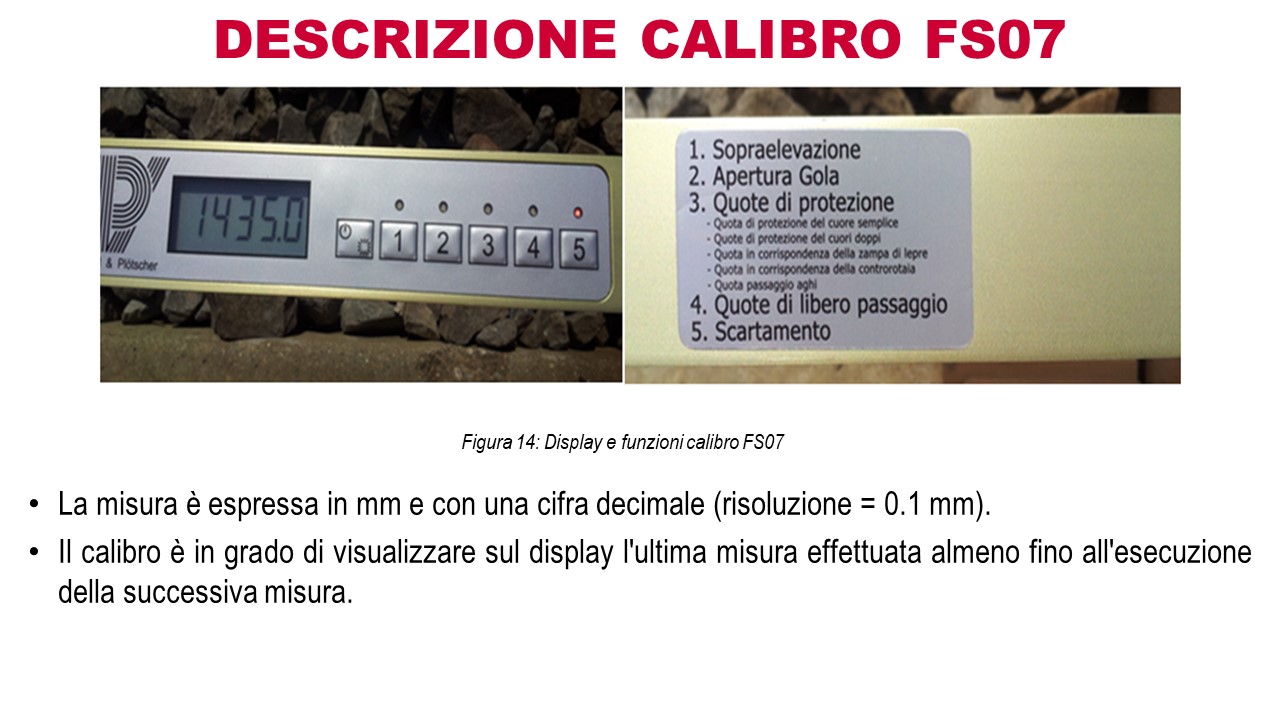 DESCRIZIONE CALIBRO FS07
1435.0
1 2 3 4 5
& Plötscher
1. Sopraelevazione
2. Apertura Gola
3. Quote di protezione
- Quota di protezione del cuore semplice
- Quote di protezione del cuori doppi
- Quota in corrispondenza della zampa di lepre
- Quota in corrispondenza della controrotaia
- Quota passaggio aghi
4. Quote di libero passaggio
5. Scartamento
Figura 14: Display e funzioni calibro FS07
• La misura è espressa in mm e con una cifra decimale (risoluzione = 0.1 mm).
• Il calibro è in grado di visualizzare sul display l'ultima misura effettuata almeno fino all'esecuzione
della successiva misura.